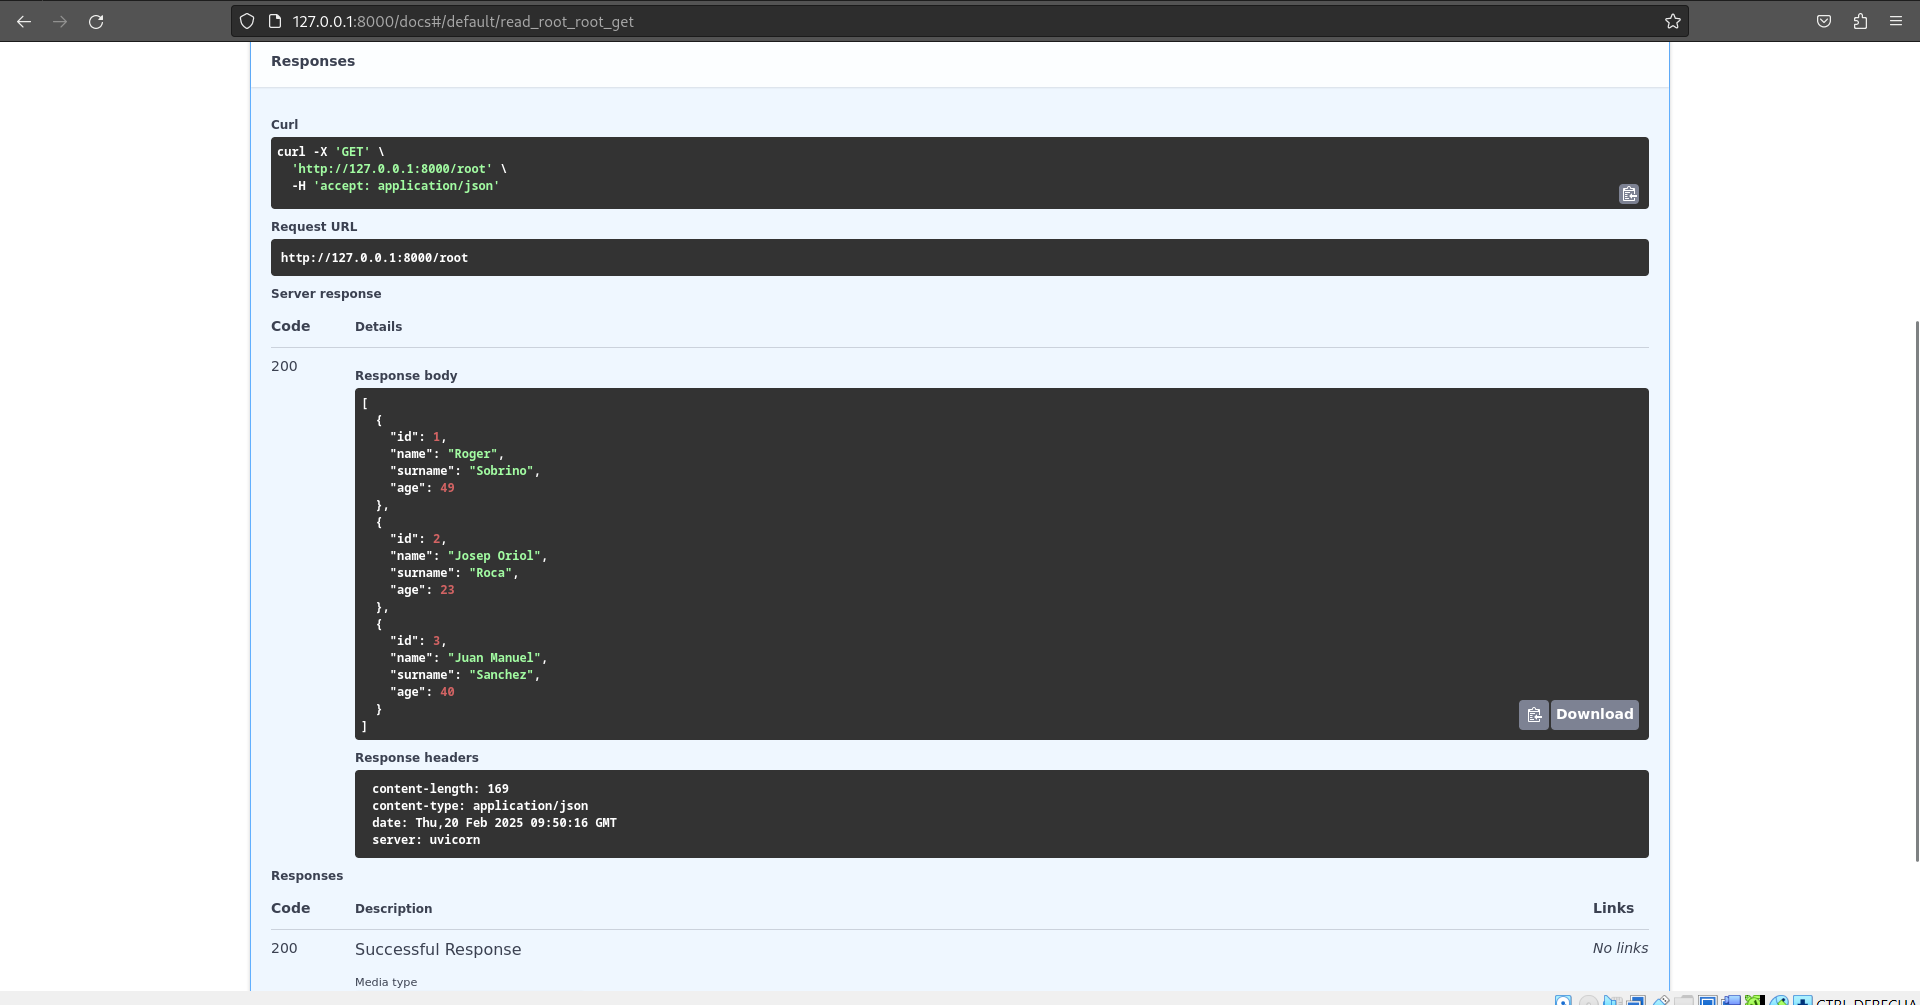 127.0.0.1:8000/docs#/default/read_root_root_get
Responses
Curl
curl -X 'GET' \
'http://127.0.0.1:8000/root' \
-H 'accept: application/json'
Request URL
http://127.0.0.1:8000/root
Server response
Code Details
200
Response body
[
{
"id": 1,
"name": "Roger",
"surname": "Sobrino",
"age": 49
},
{
"id": 2,
"name": "Josep Oriol",
"surname": "Roca",
"age": 23
},
{
"id": 3,
"name": "Juan Manuel",
"surname": "Sanchez",
"age": 40
}
]
Download
Response headers
content-length: 169
content-type: application/json
date: Thu,20 Feb 2025 09:50:16 GMT
server: uvicorn
Responses
Code Description Links
200 Successful Response No links
Media type
CTRL DERECHA